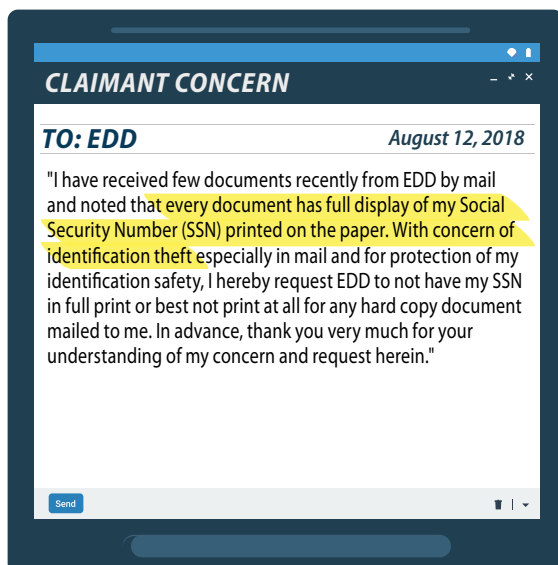 CLAIMANT CONCERN
TO: EDD August 12, 2018
"I have received few documents recently from EDD by mail
and noted that every document has full display of my Social
Security Number (SSN) printed on the paper. With concern of
identification theft especially in mail and for protection of my
identification safety, I hereby request EDD to not have my SSN
in full print or best not print at all for any hard copy document
mailed to me. In advance, thank you very much for your
understanding of my concern and request herein."
Send